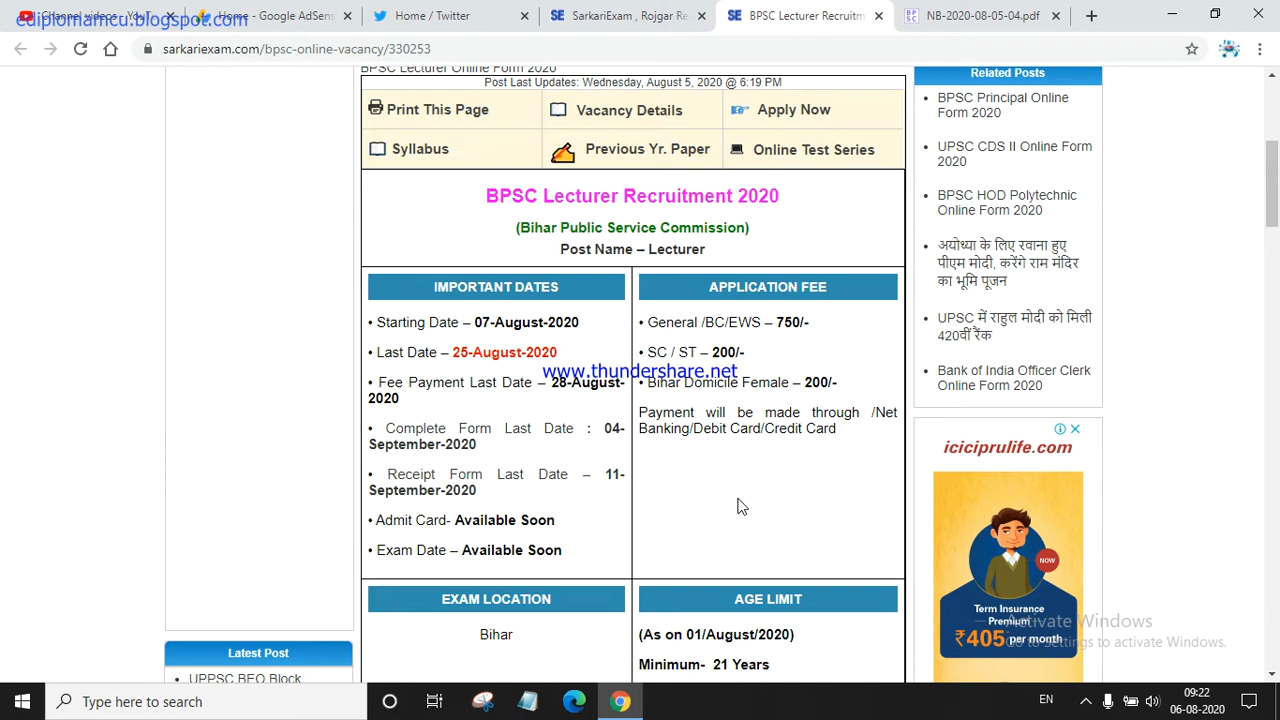 Channel videos - You
Home - Google AdSens
Home / Twitter
SarkariExam , Rojgar Re
BPSC Lecturer Recruitm
NB-2020-08-05-04.pdf
ediplomamcu.blogspot.com
sarkariexam.com/bpsc-online-vacancy/330253
BPSC Lecturer Online Form 2020
Post Last Updates: Wednesday, August 5, 2020 @ 6:19 PM
Print This Page
Vacancy Details
Apply Now
Syllabus
Previous Yr. Paper
Online Test Series
BPSC Lecturer Recruitment 2020
(Bihar Public Service Commission)
Post Name – Lecturer
IMPORTANT DATES
• Starting Date – 07-August-2020
• Last Date – 25-August-2020
• Fee Payment Last Date – 28-August-
2020
• Complete Form Last Date : 04-
September-2020
• Receipt Form Last Date – 11-
September-2020
• Admit Card- Available Soon
• Exam Date – Available Soon
APPLICATION FEE
• General /BC/EWS – 750/-
• SC / ST – 200/-
www.thundershare.net
• Bihar Domicile Female – 200/-
Payment will be made through /Net
Banking/Debit Card/Credit Card
EXAM LOCATION
Bihar
AGE LIMIT
(As on 01/August/2020)
Minimum- 21 Years
Related Posts
• BPSC Principal Online
Form 2020
• UPSC CDS II Online Form
2020
• BPSC HOD Polytechnic
Online Form 2020
• अयोध्या के लिए रवाना हुए
पीएम मोदी, करेंगे राम मंदिर
का भूमि पूजन
• UPSC में राहुल मोदी को मिली
420वीं रैंक
• Bank of India Officer Clerk
Online Form 2020
iciciprulife.com
NOW
Term Insurance
Premium
₹405 per month
Activate Windows
Go to Settings to activate Windows.
Latest Post
• UPPSC BEO Block
Type here to search
EN
09:22
06-08-2020